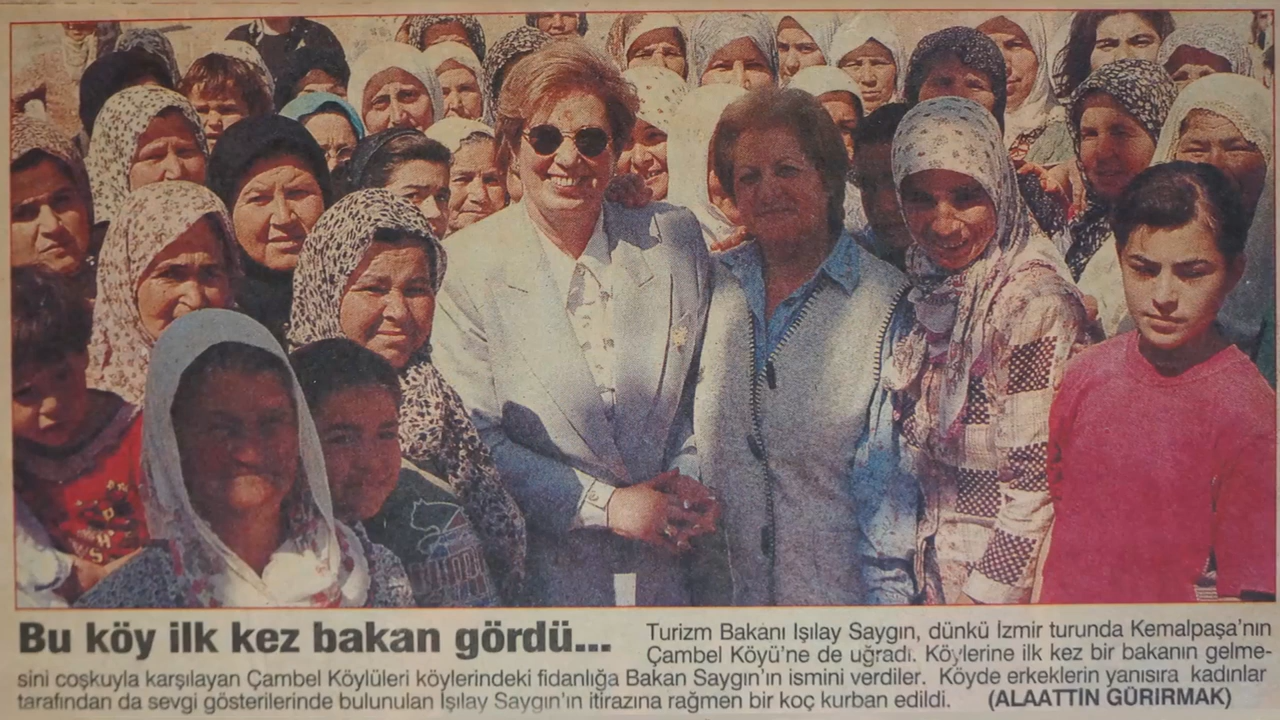 Bu köy ilk kez bakan gördü...
Turizm Bakanı Işılay Saygın, dünkü İzmir turunda Kemalpaşa'nın
Çambel Köyü'ne de uğradı. Köylerine ilk kez bir bakanın gelme-
sini coşkuyla karşılayan Çambel Köylüleri köylerindeki fidanlığa Bakan Saygın'ın ismini verdiler. Köyde erkeklerin yanısıra kadınlar
tarafından da sevgi gösterilerinde bulunulan Işılay Saygın'ın itirazına rağmen bir koç kurban edildi. (ALAATTİN GÜRIRMAK)